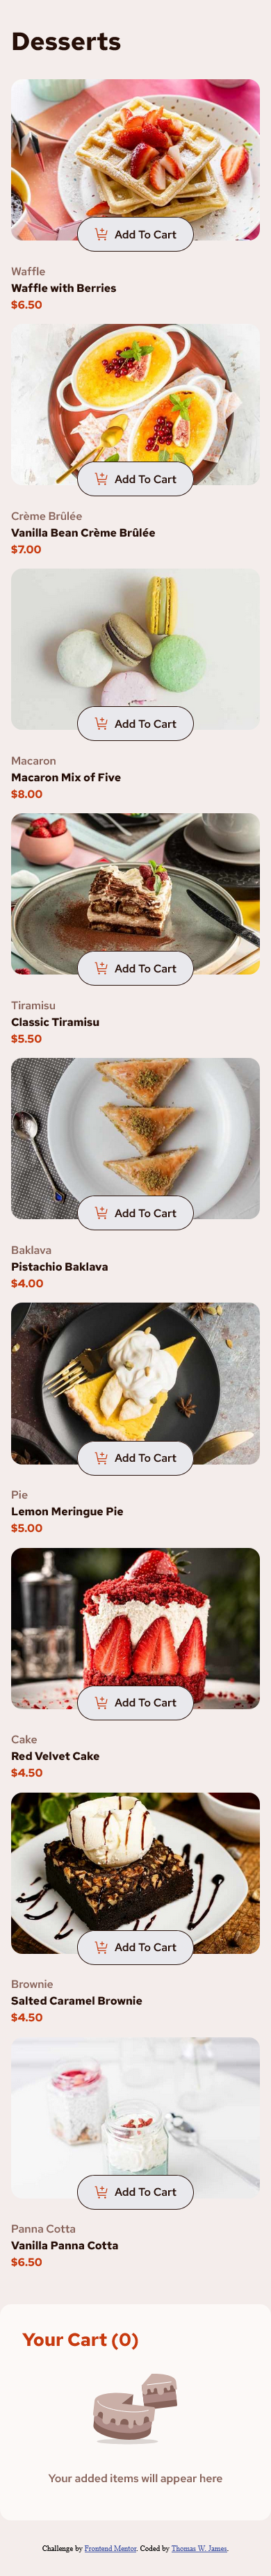 Desserts
Add To Cart
Waffle
Waffle with Berries
$6.50
Add To Cart
Crème Brûlée
Vanilla Bean Crème Brûlée
$7.00
Add To Cart
Macaron
Macaron Mix of Five
$8.00
Add To Cart
Tiramisu
Classic Tiramisu
$5.50
Add To Cart
Baklava
Pistachio Baklava
$4.00
Add To Cart
Pie
Lemon Meringue Pie
$5.00
Add To Cart
Cake
Red Velvet Cake
$4.50
Add To Cart
Brownie
Salted Caramel Brownie
$4.50
Add To Cart
Panna Cotta
Vanilla Panna Cotta
$6.50
Your Cart (0)
Your added items will appear here
Challenge by Frontend Mentor. Coded by Thomas W. James.